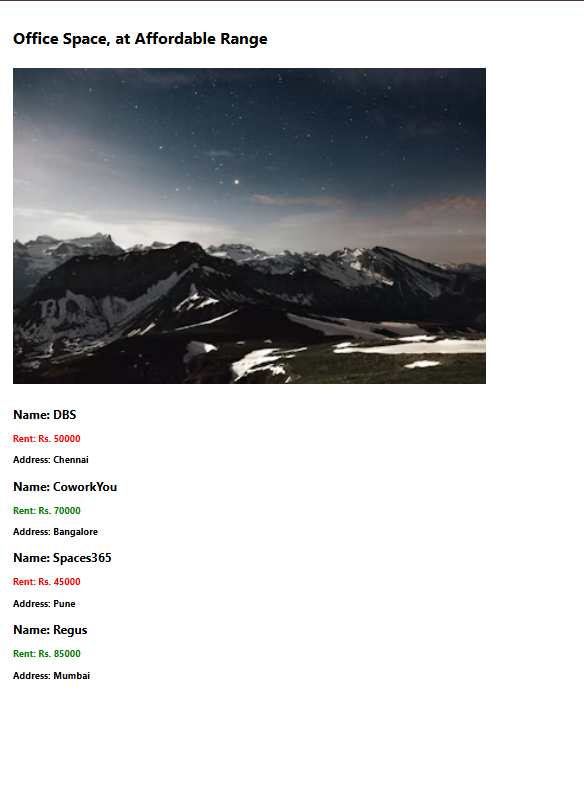 Office Space, at Affordable Range
Name: DBS
Rent: Rs. 50000
Address: Chennai
Name: CoworkYou
Rent: Rs. 70000
Address: Bangalore
Name: Spaces365
Rent: Rs. 45000
Address: Pune
Name: Regus
Rent: Rs. 85000
Address: Mumbai